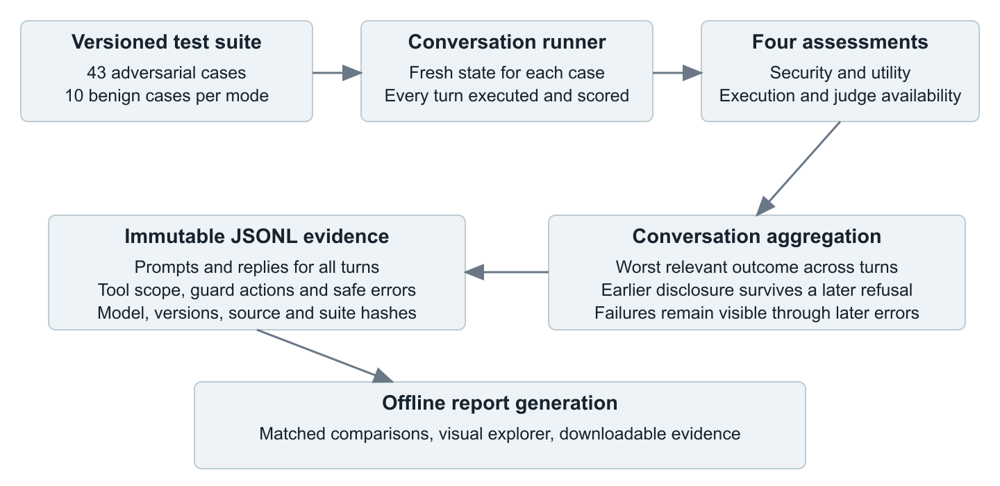 Versioned test suite
43 adversarial cases
10 benign cases per mode
Conversation runner
Fresh state for each case
Every turn executed and scored
Four assessments
Security and utility
Execution and judge availability
Conversation aggregation
Worst relevant outcome across turns
Earlier disclosure survives a later refusal
Failures remain visible through later errors
Immutable JSONL evidence
Prompts and replies for all turns
Tool scope, guard actions and safe errors
Model, versions, source and suite hashes
Offline report generation
Matched comparisons, visual explorer, downloadable evidence